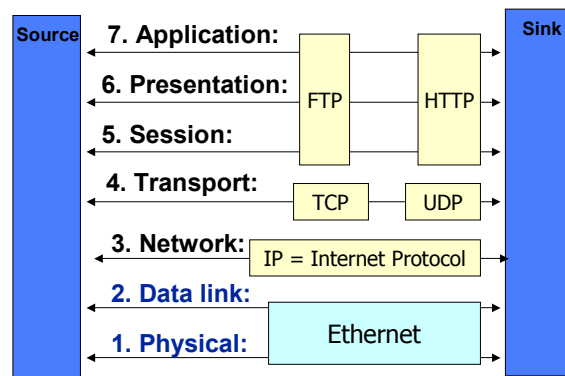 Source
Sink
7. Application:
6. Presentation:
FTP
HTTP
5. Session:
4. Transport:
TCP
UDP
3. Network:
IP = Internet Protocol
2. Data link:
Ethernet
1. Physical: